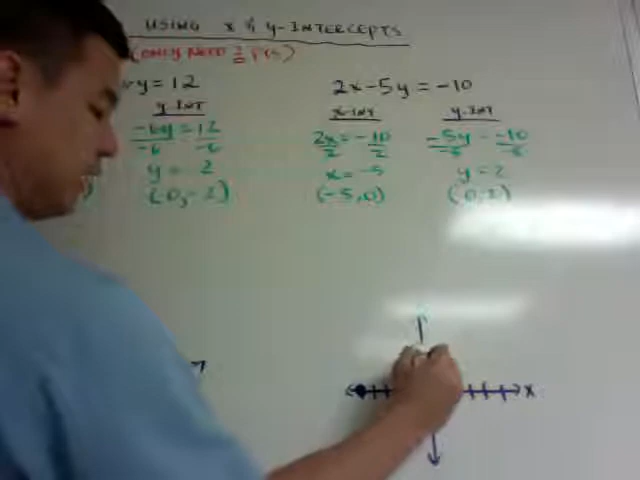 USING X & Y-INTERCEPTS
(ONLY NEED 2 PTS)
y = 12
2x - 5y = -10
Y-INT
X-INT
Y-INT
-6y = 12
-6 -6
y = -2
(0, -2)
2x = -10
2 2
x = -5
(-5, 0)
-5y = -10
-5 -5
y = 2
(0, 2)
x